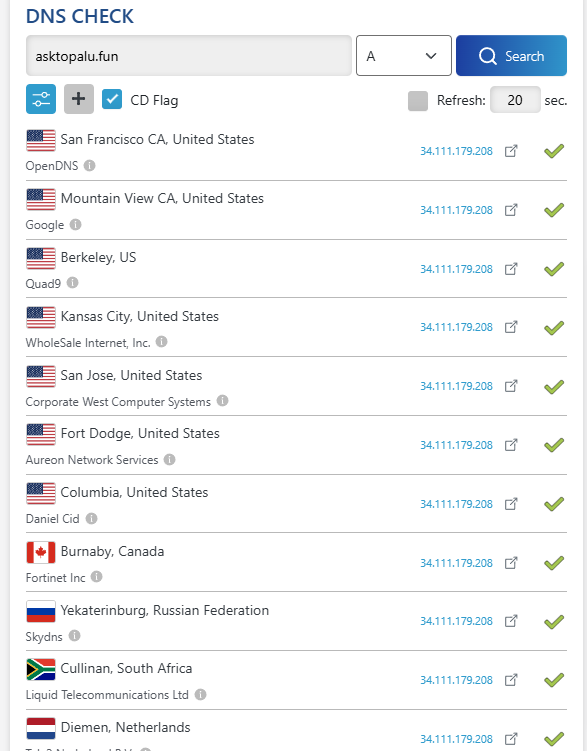 DNS CHECK
asktopalu.fun
A
Search
CD Flag
Refresh:
20
sec.
San Francisco CA, United States
OpenDNS
34.111.179.208
Mountain View CA, United States
Google
34.111.179.208
Berkeley, US
Quad9
34.111.179.208
Kansas City, United States
WholeSale Internet, Inc.
34.111.179.208
San Jose, United States
Corporate West Computer Systems
34.111.179.208
Fort Dodge, United States
Aureon Network Services
34.111.179.208
Columbia, United States
Daniel Cid
34.111.179.208
Burnaby, Canada
Fortinet Inc
34.111.179.208
Yekaterinburg, Russian Federation
Skydns
34.111.179.208
Cullinan, South Africa
Liquid Telecommunications Ltd
34.111.179.208
Diemen, Netherlands
34.111.179.208